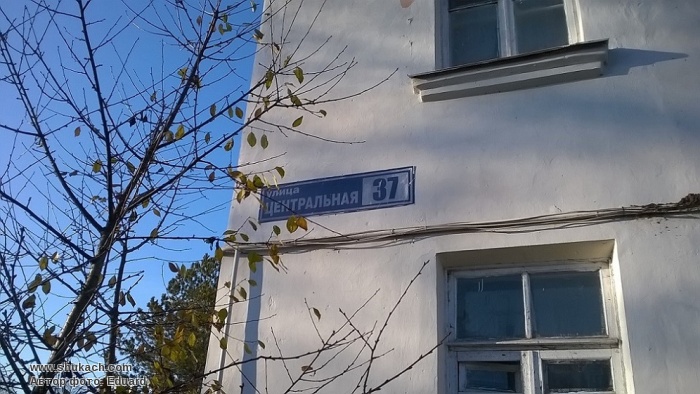 улица
ЦЕНТРАЛЬНАЯ 37
www.shukach.com
Автор фото: Eduard